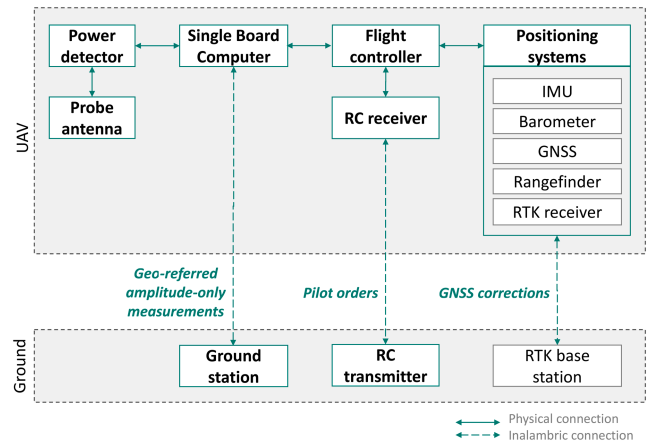 UAV
Power
detector
Single Board
Computer
Flight
controller
Positioning
systems
Probe
antenna
RC receiver
IMU
Barometer
GNSS
Rangefinder
RTK receiver
Geo-referred
amplitude-only
measurements
Pilot orders
GNSS corrections
Ground
Ground
station
RC
transmitter
RTK base
station
Physical connection
Inalambric connection